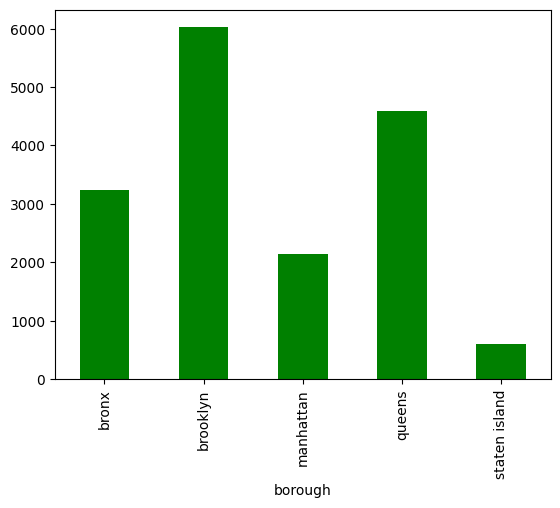 6000
5000
4000
3000
2000
1000
0
bronx
brooklyn
manhattan
queens
staten island
borough